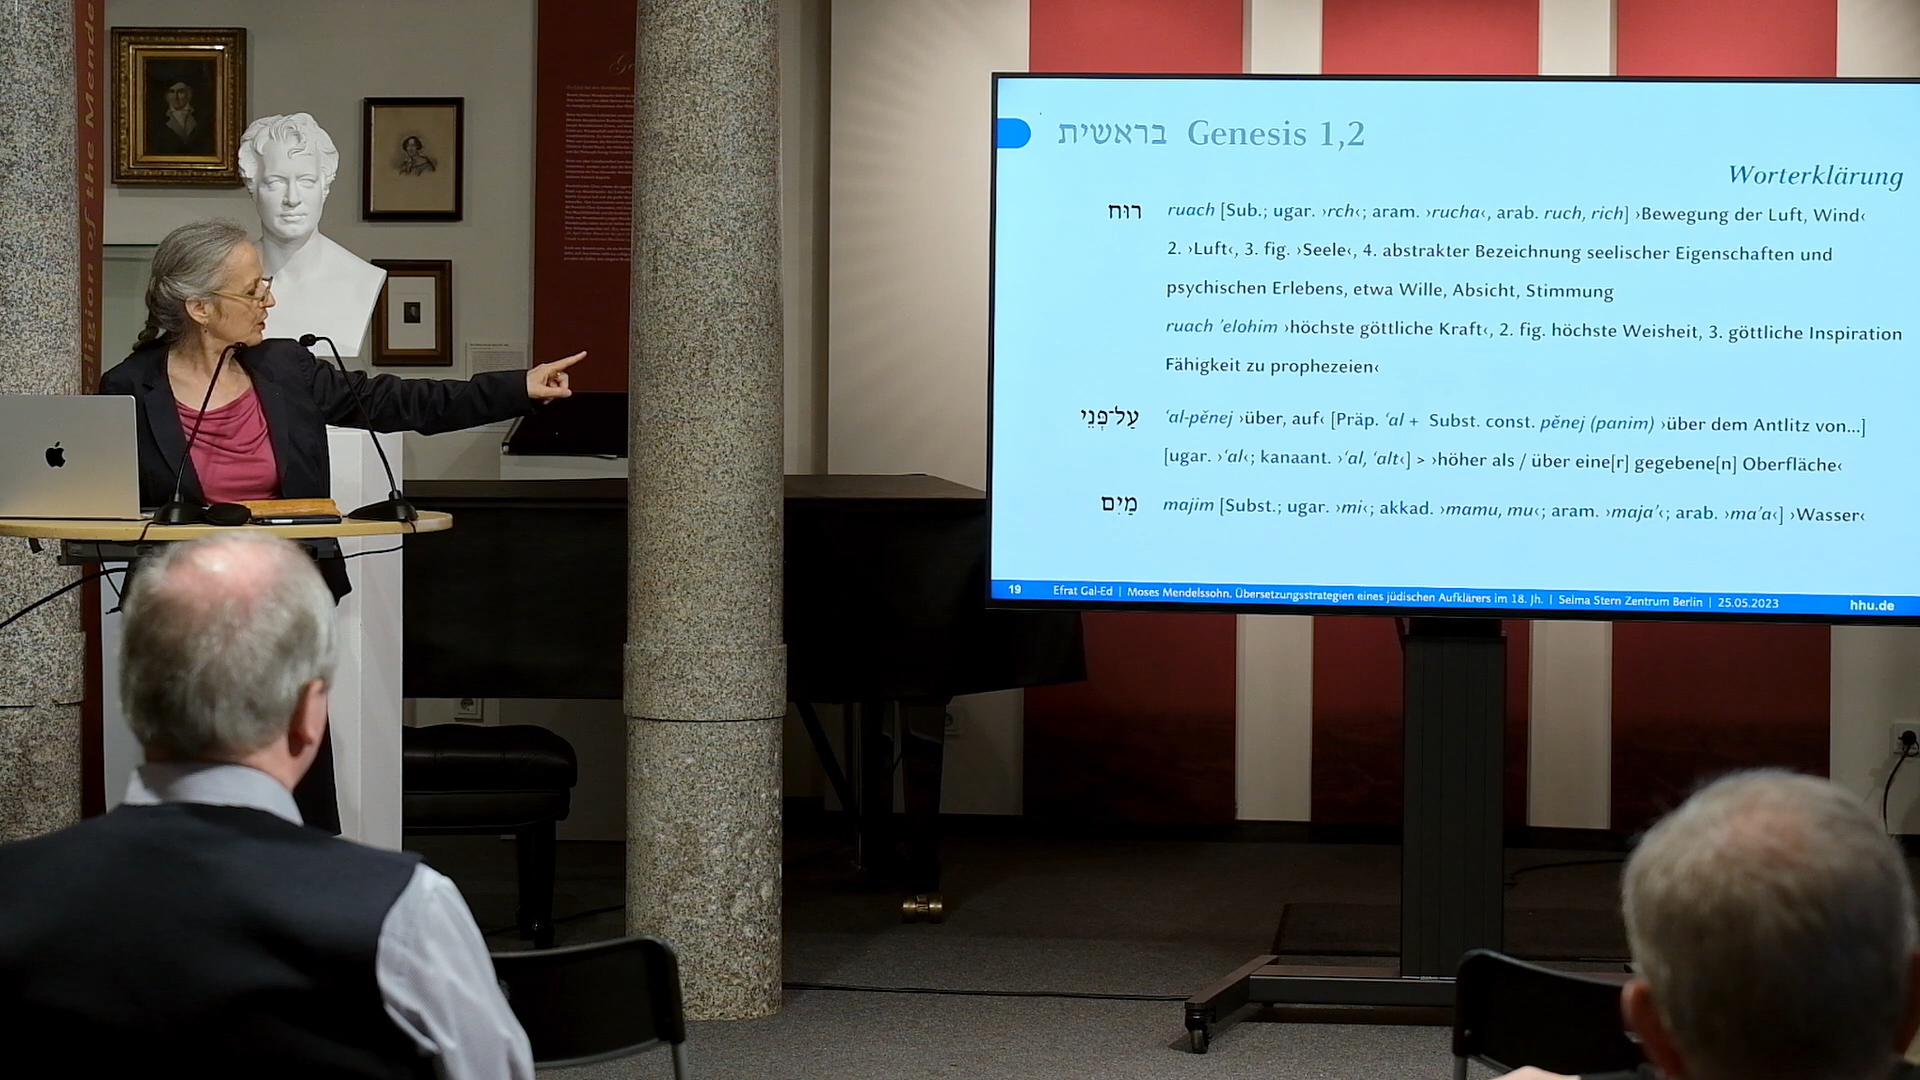 religion of the Mende
בראשית Genesis 1,2
Worterklärung
רוח ruach [Sub.; ugar. ›rch‹; aram. ›rucha‹, arab. ruch, rich] ›Bewegung der Luft, Wind‹
2. ›Luft‹, 3. fig. ›Seele‹, 4. abstrakter Bezeichnung seelischer Eigenschaften und
psychischen Erlebens, etwa Wille, Absicht, Stimmung
ruach ’elohim ›höchste göttliche Kraft‹, 2. fig. höchste Weisheit, 3. göttliche Inspiration
Fähigkeit zu prophezeien‹
עַל־פְּנֵי ‘al-pĕnej ›über, auf‹ [Präp. ‘al + Subst. const. pĕnej (panim) ›über dem Antlitz von...]
[ugar. ›‘al‹; kanaant. ›‘al, ‘alt‹] > ›höher als / über eine[r] gegebene[n] Oberfläche‹
מַיִם majim [Subst.; ugar. ›mi‹; akkad. ›mamu, mu‹; aram. ›maja’‹; arab. ›ma’a‹] ›Wasser‹
19 Efrat Gal-Ed | Moses Mendelssohn. Übersetzungsstrategien eines jüdischen Aufklärers im 18. Jh. | Selma Stern Zentrum Berlin | 25.05.2023 hhu.de